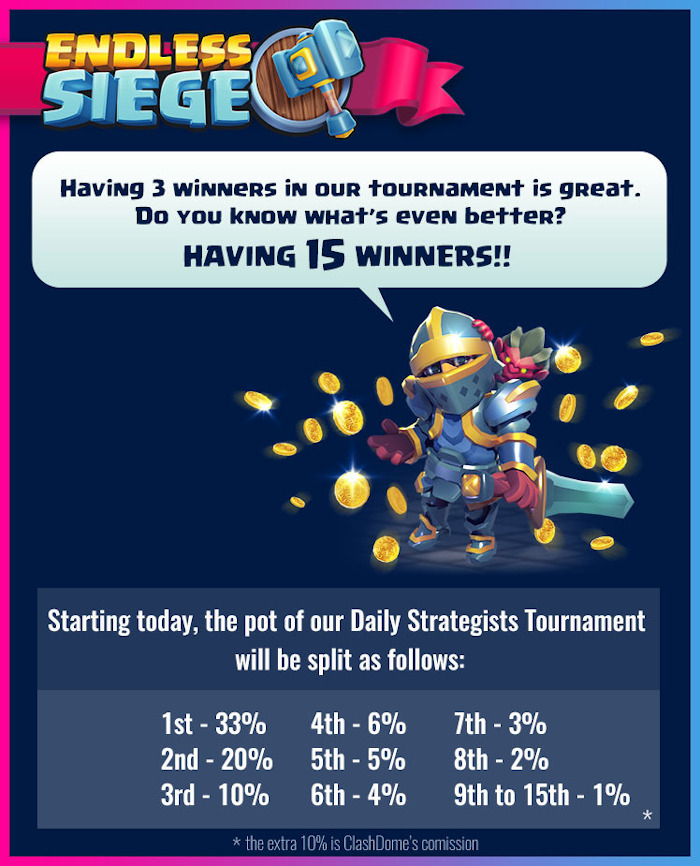 ENDLESS
SIEGE
Having 3 winners in our tournament is great.
Do you know what's even better?
Having 15 winners!!
Starting today, the pot of our Daily Strategists Tournament
will be split as follows:
1st - 33% 4th - 6% 7th - 3%
2nd - 20% 5th - 5% 8th - 2%
3rd - 10% 6th - 4% 9th to 15th - 1%
*
* the extra 10% is ClashDome's comission